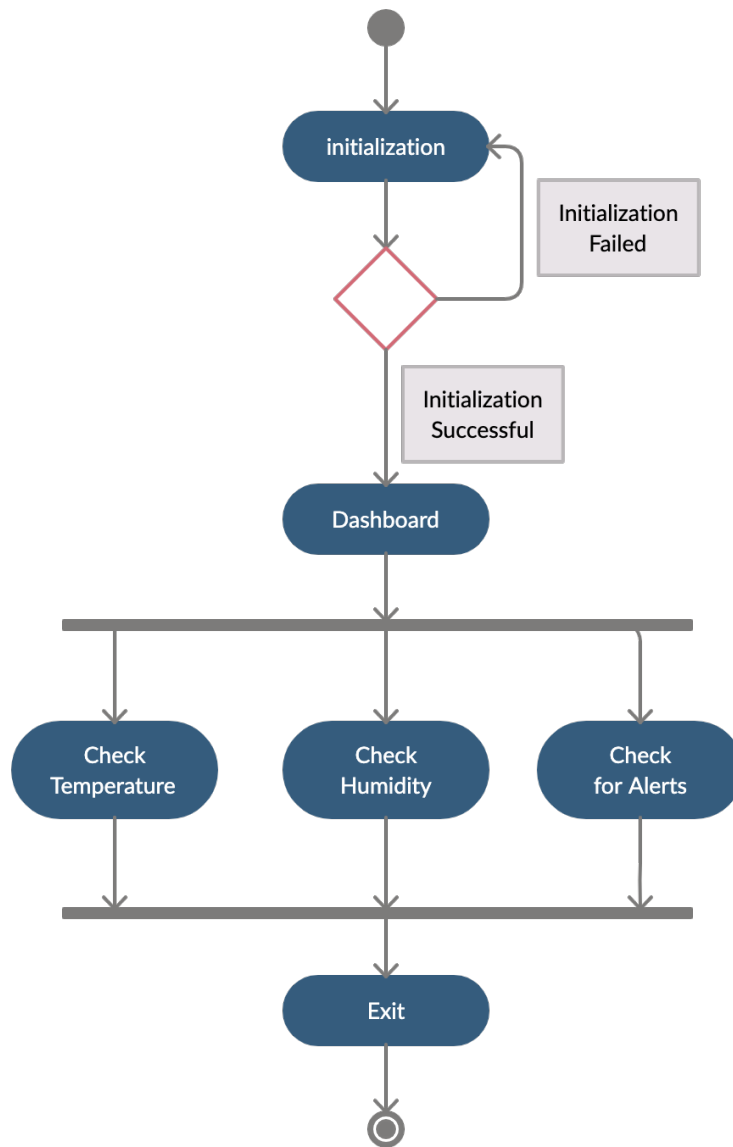 initialization
Initialization
Failed
Initialization
Successful
Dashboard
Check
Temperature
Check
Humidity
Check
for Alerts
Exit